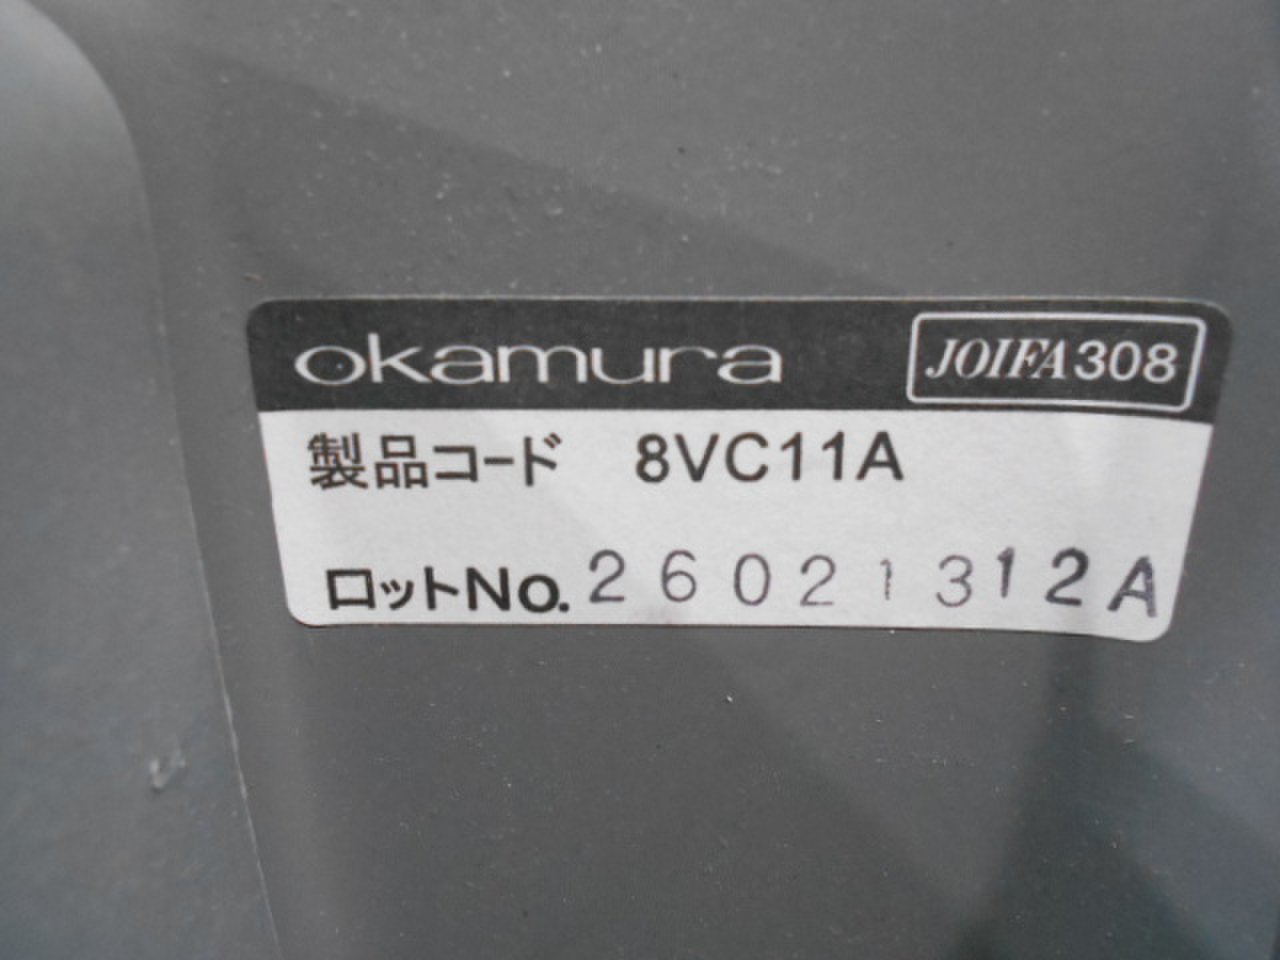 okamura JOIFA308
製品コード 8VC11A
ロットNo. 26021312A